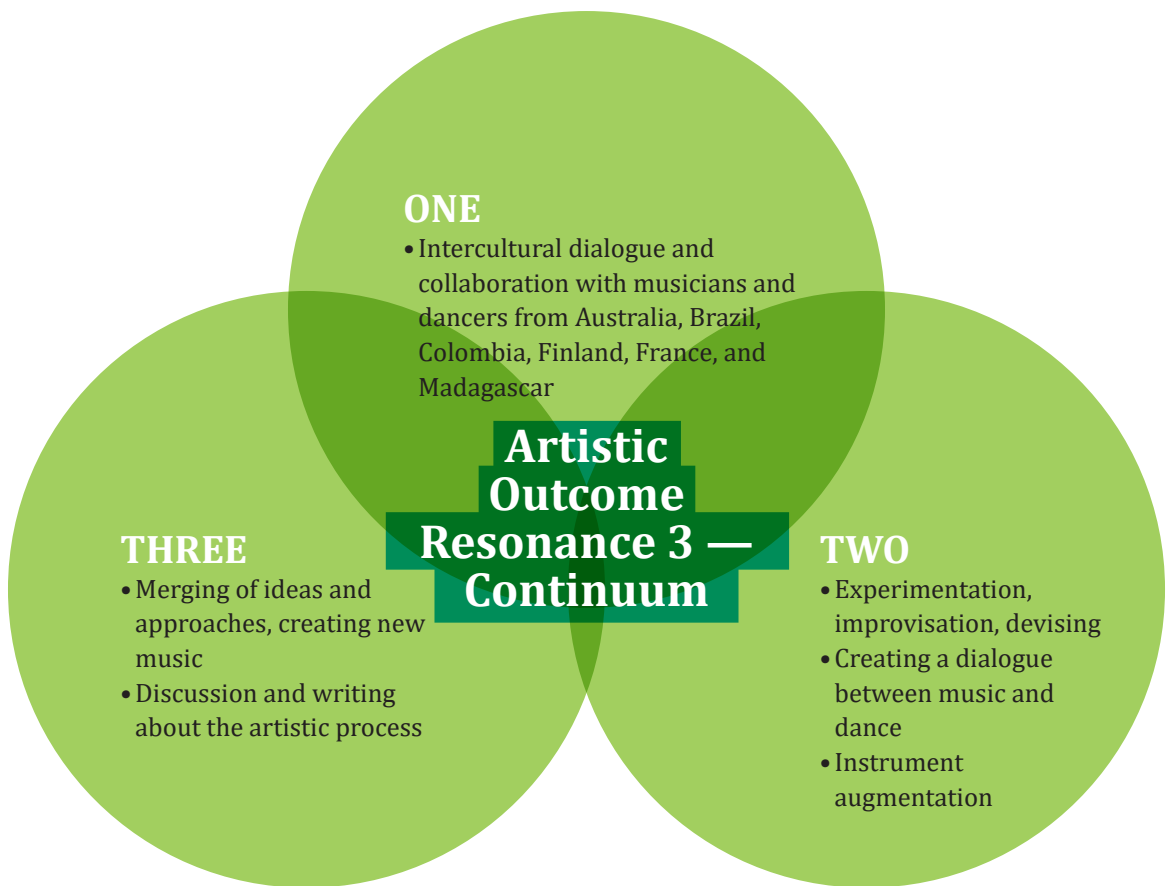 ONE
• Intercultural dialogue and
collaboration with musicians and
dancers from Australia, Brazil,
Colombia, Finland, France, and
Madagascar
Artistic
Outcome
Resonance 3 —
Continuum
THREE
• Merging of ideas and
approaches, creating new
music
• Discussion and writing
about the artistic process
TWO
• Experimentation,
improvisation, devising
• Creating a dialogue
between music and
dance
• Instrument
augmentation